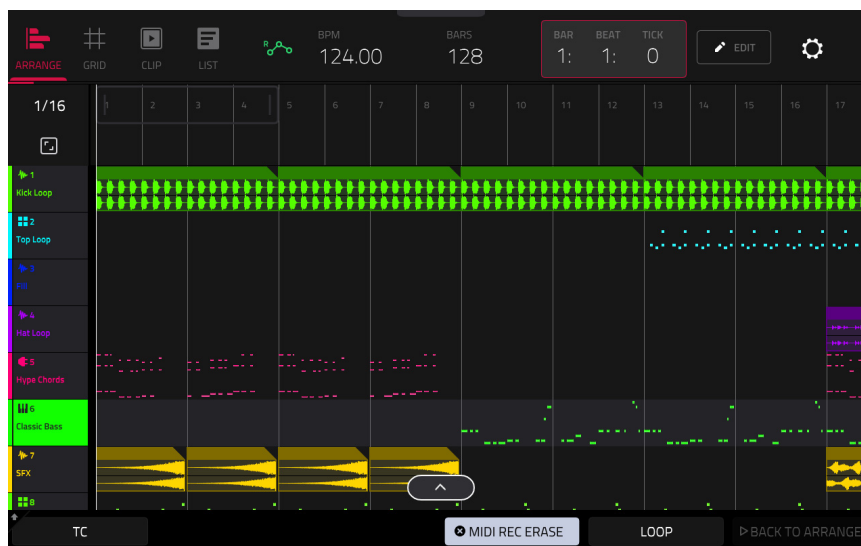 BPM BARS BAR BEAT TICK
ARRANGE GRID CLIP LIST R 124.00 128 1: 1: 0 EDIT
1/16 1 2 3 4 5 6 7 8 9 10 11 12 13 14 15 16 17
1
Kick Loop
2
Top Loop
3
Fill
4
Hat Loop
5
Hype Chords
6
Classic Bass
7
SFX
8
TC MIDI REC ERASE LOOP BACK TO ARRANGE